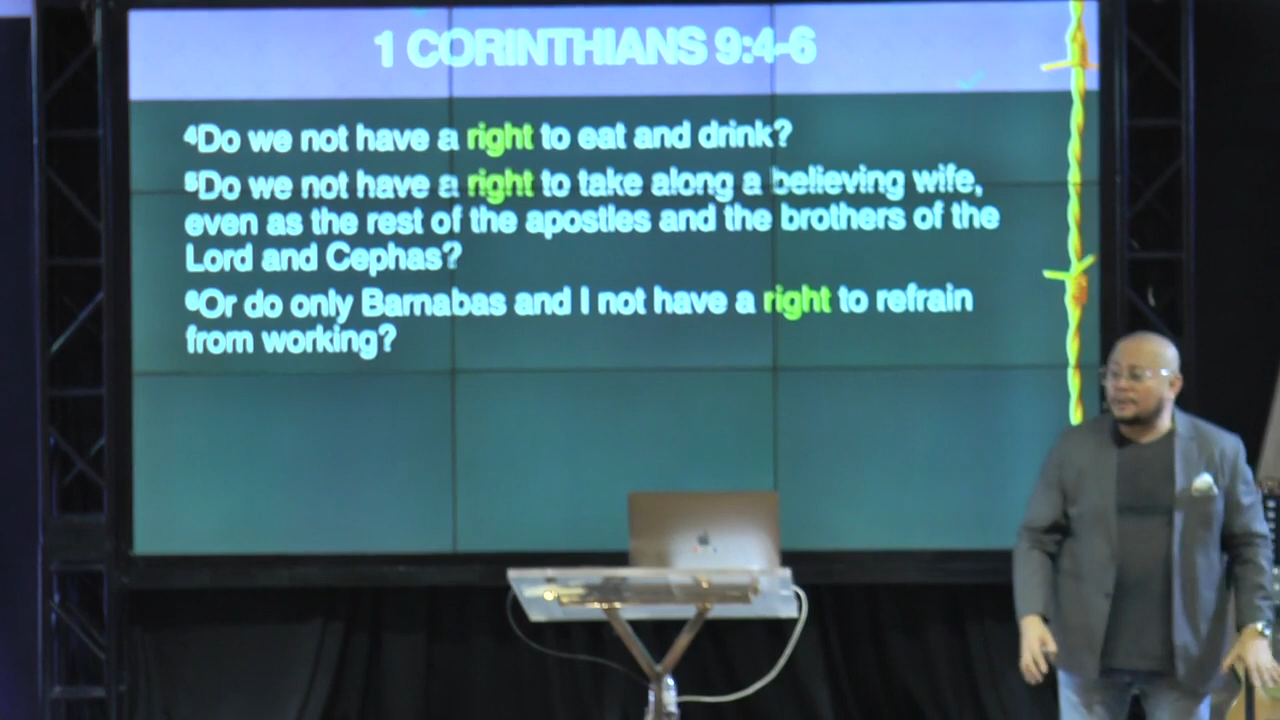 1 CORINTHIANS 9:4-6
⁴Do we not have a right to eat and drink?
⁵Do we not have a right to take along a believing wife,
even as the rest of the apostles and the brothers of the
Lord and Cephas?
⁶Or do only Barnabas and I not have a right to refrain
from working?